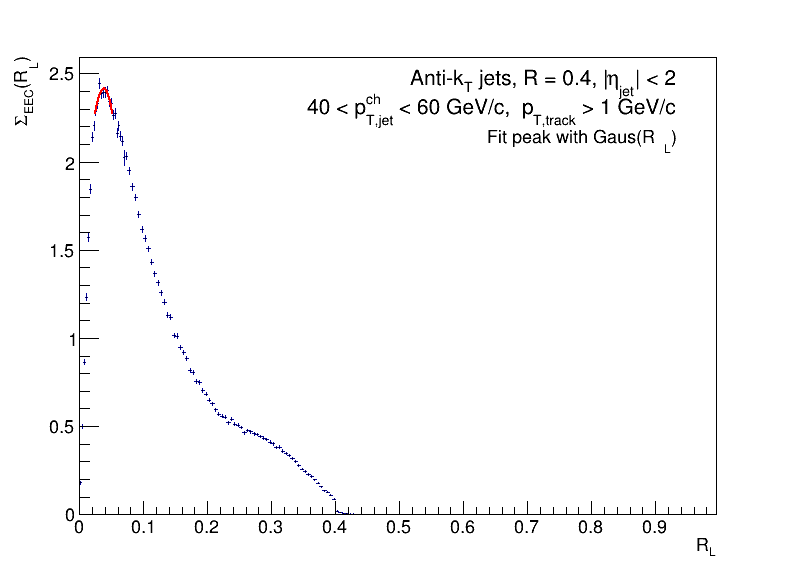 Anti-k_T jets, R = 0.4, |η_jet| < 2
40 < p^ch_T,jet < 60 GeV/c, p_T,track > 1 GeV/c
Fit peak with Gaus(R_L)
Σ_EEC(R_L)
2.5
2
1.5
1
0.5
0
0 0.1 0.2 0.3 0.4 0.5 0.6 0.7 0.8 0.9
R_L